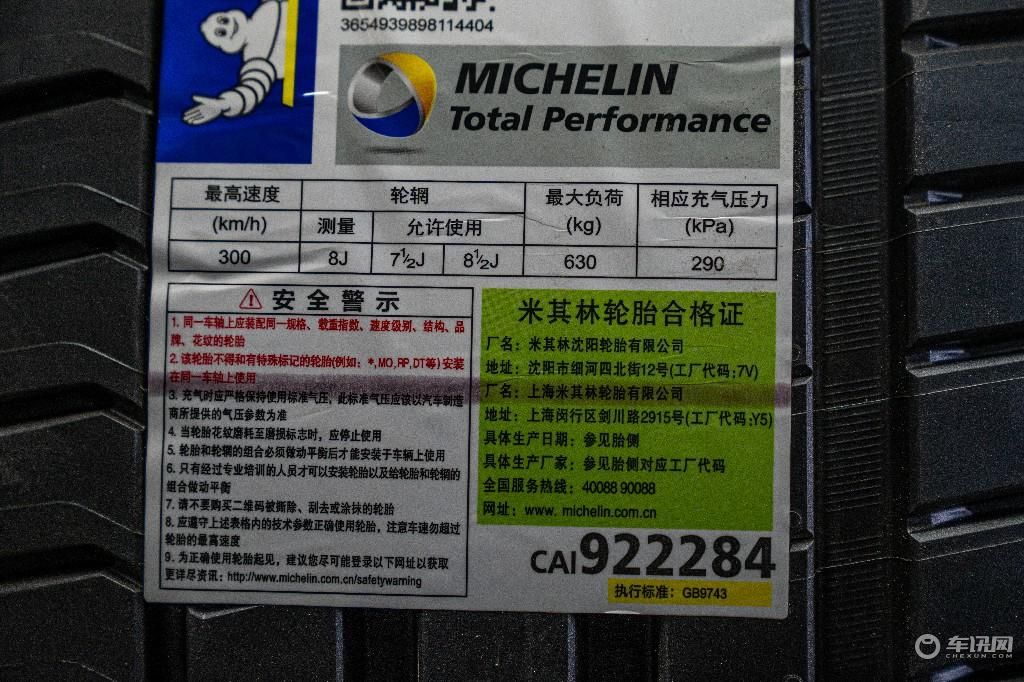 3654939898114404
MICHELIN
Total Performance
最高速度
(km/h)
轮辋
测量
允许使用
最大负荷
(kg)
相应充气压力
(kPa)
300
8J
7½J
8½J
630
290
安全警示
1. 同一车轴上应装配同一规格、载重指数、速度级别、结构、品
牌、花纹的轮胎
2. 该轮胎不得和有特殊标记的轮胎(例如：*,MO,RP,DT等)安装
在同一车轴上使用
3. 充气时应严格保持使用标准气压，此标准气压应该以汽车制造
商所提供的气压参数为准
4. 当轮胎花纹磨耗至磨损标志时，应停止使用
5. 轮胎和轮辋的组合必须做动平衡后才能安装于车辆上使用
6. 只有经过专业培训的人员才可以安装轮胎以及给轮胎和轮辋的
组合做动平衡
7. 请不要购买二维码被撕除、刮去或涂抹的轮胎
8. 应遵守上述表格内的技术参数正确使用轮胎，注意车速勿超过
轮胎的最高速度
9. 为正确使用轮胎起见，建议您尽可能登录以下网址以获取
更详尽资讯：http://www.michelin.com.cn/safetywarning
米其林轮胎合格证
厂名：米其林沈阳轮胎有限公司
地址：沈阳市细河四北街12号(工厂代码:7V)
厂名：上海米其林轮胎有限公司
地址：上海闵行区剑川路2915号(工厂代码:Y5)
具体生产日期：参见胎侧
具体生产厂家：参见胎侧对应工厂代码
全国服务热线：40088 90088
网址：www. michelin.com.cn
CAI922284
执行标准：GB9743
车讯网
CHEXUN.COM